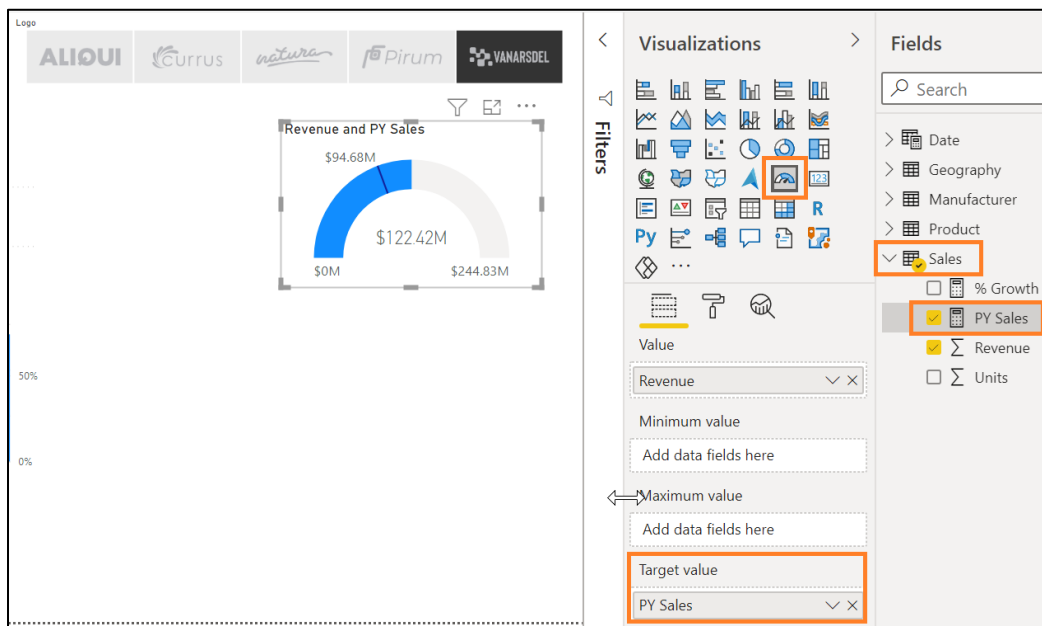 Logo
ALIQUI
Currus
natura
Pirum
VANARSDEL
Revenue and PY Sales
$94.68M
$122.42M
$0M
$244.83M
50%
0%
Filters
Visualizations
123
R
Py
...
Value
Revenue
Minimum value
Add data fields here
Maximum value
Add data fields here
Target value
PY Sales
Fields
Search
Date
Geography
Manufacturer
Product
Sales
% Growth
PY Sales
Revenue
Units